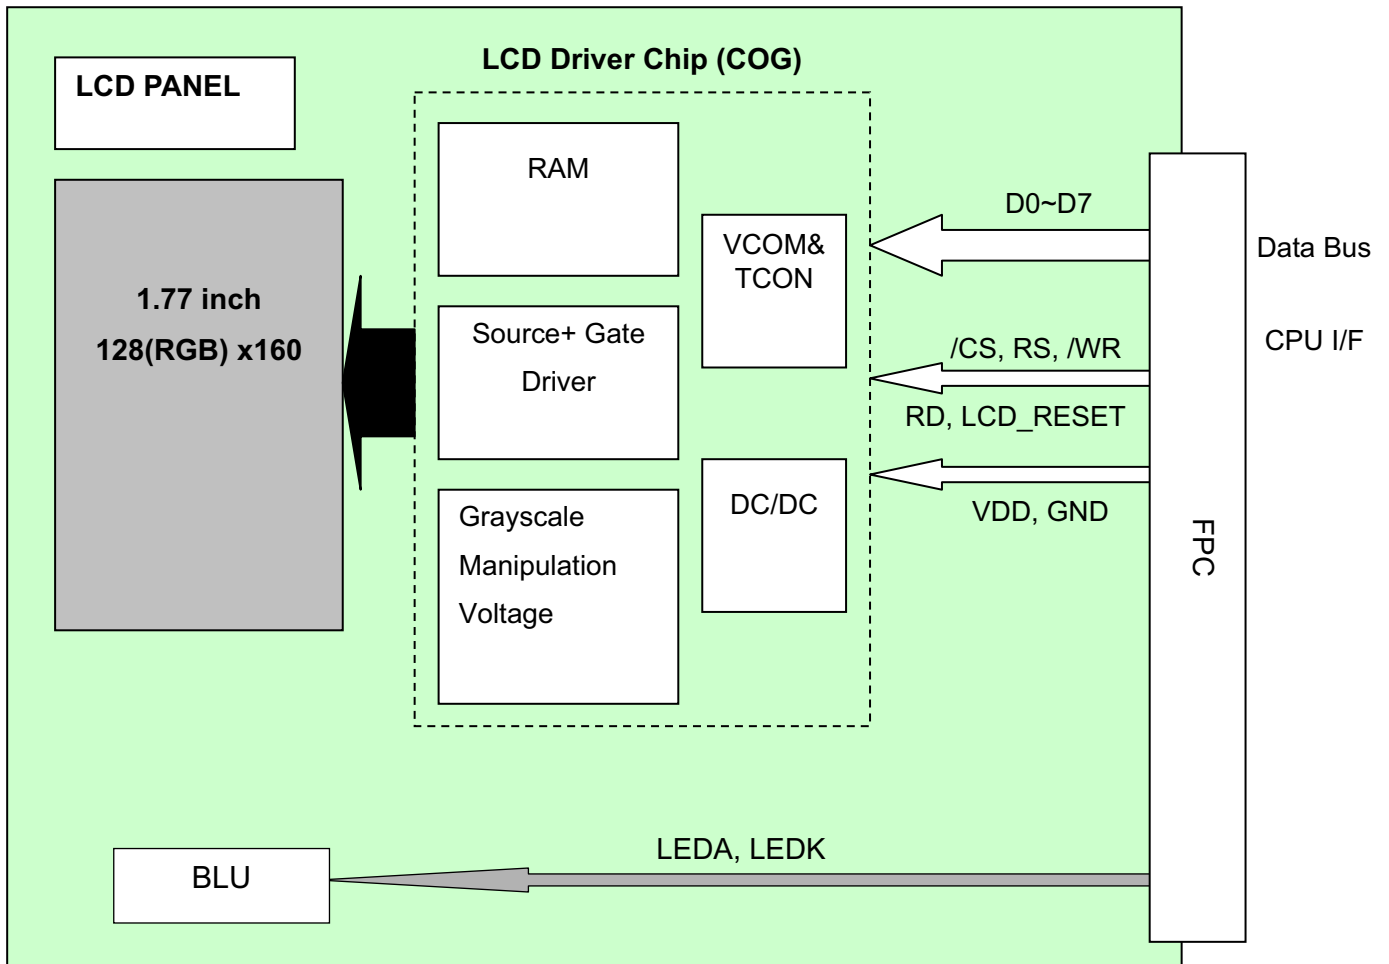 LCD Driver Chip (COG)
LCD PANEL
RAM
D0~D7
VCOM&
TCON
Data Bus
1.77 inch
128(RGB) x160
Source+ Gate
Driver
/CS, RS, /WR
CPU I/F
RD, LCD_RESET
Grayscale
Manipulation
Voltage
DC/DC
VDD, GND
FPC
LEDA, LEDK
BLU